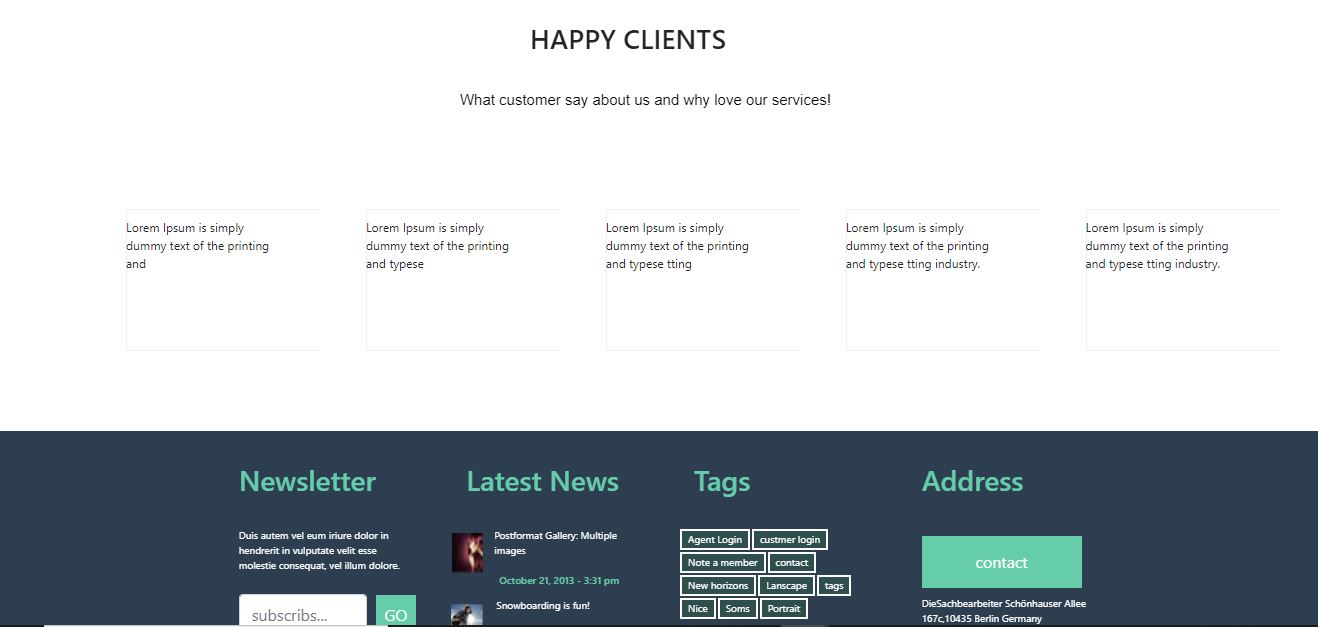 HAPPY CLIENTS
What customer say about us and why love our services!
Lorem Ipsum is simply
dummy text of the printing
and
Lorem Ipsum is simply
dummy text of the printing
and typese
Lorem Ipsum is simply
dummy text of the printing
and typese tting
Lorem Ipsum is simply
dummy text of the printing
and typese tting industry.
Lorem Ipsum is simply
dummy text of the printing
and typese tting industry.
Newsletter
Duis autem vel eum iriure dolor in
hendrerit in vulputate velit esse
molestie consequat, vel illum dolore.
subscribs...
GO
Latest News
Postformat Gallery: Multiple
images
October 21, 2013 - 3:31 pm
Snowboarding is fun!
Tags
Agent Login custmer login
Note a member contact
New horizons Lanscape tags
Nice Soms Portrait
Address
contact
DieSachbearbeiter Schönhauser Allee
167c,10435 Berlin Germany